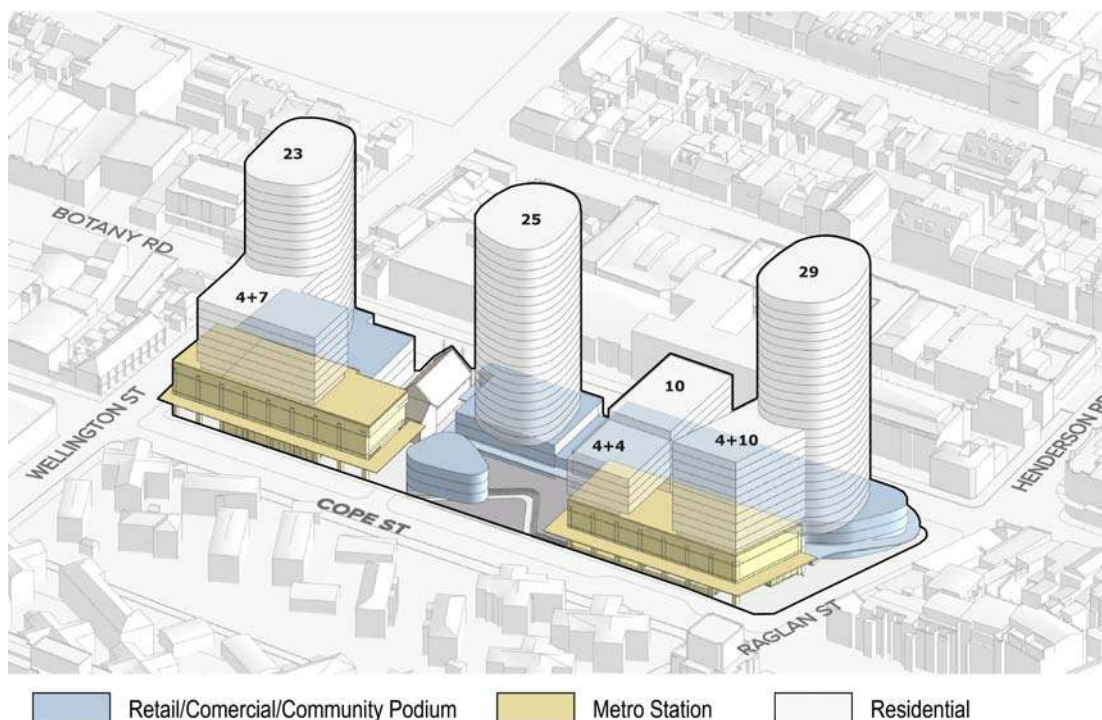 23
25
29
BOTANY RD
4+7
10
4+4
4+10
WELLINGTON ST
HENDERSON RD
COPE ST
RAGLAN ST
Retail/Comercial/Community Podium
Metro Station
Residential